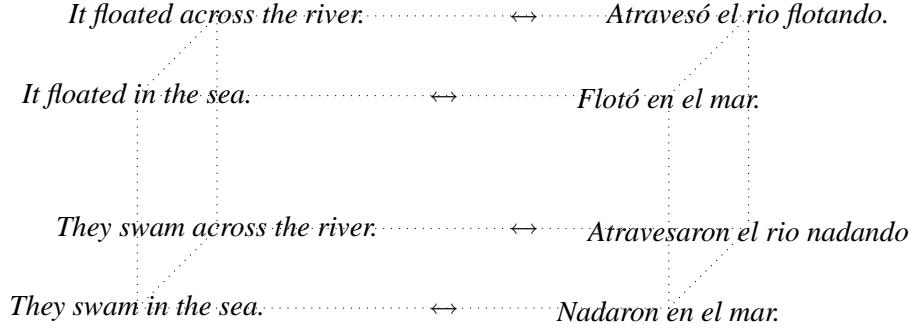 It floated across the river. ↔ Atravesó el rio flotando.
It floated in the sea. ↔ Flotó en el mar.
They swam across the river. ↔ Atravesaron el rio nadando
They swam in the sea. ↔ Nadaron en el mar.